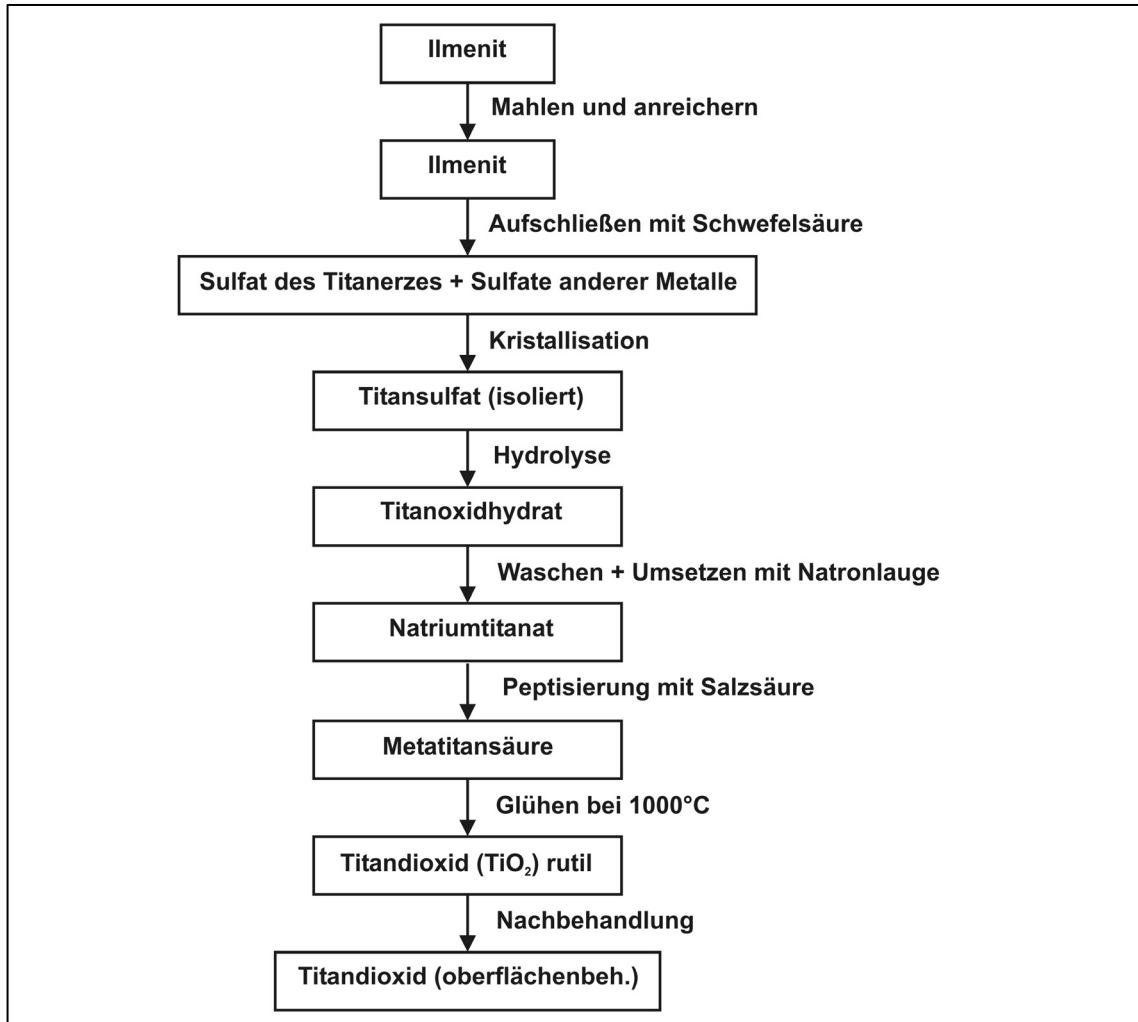 Ilmenit
Mahlen und anreichern
Ilmenit
Aufschließen mit Schwefelsäure
Sulfat des Titanerzes + Sulfate anderer Metalle
Kristallisation
Titansulfat (isoliert)
Hydrolyse
Titanoxidhydrat
Waschen + Umsetzen mit Natronlauge
Natriumtitanat
Peptisierung mit Salzsäure
Metatitansäure
Glühen bei 1000°C
Titandioxid (TiO₂) rutil
Nachbehandlung
Titandioxid (oberflächenbeh.)